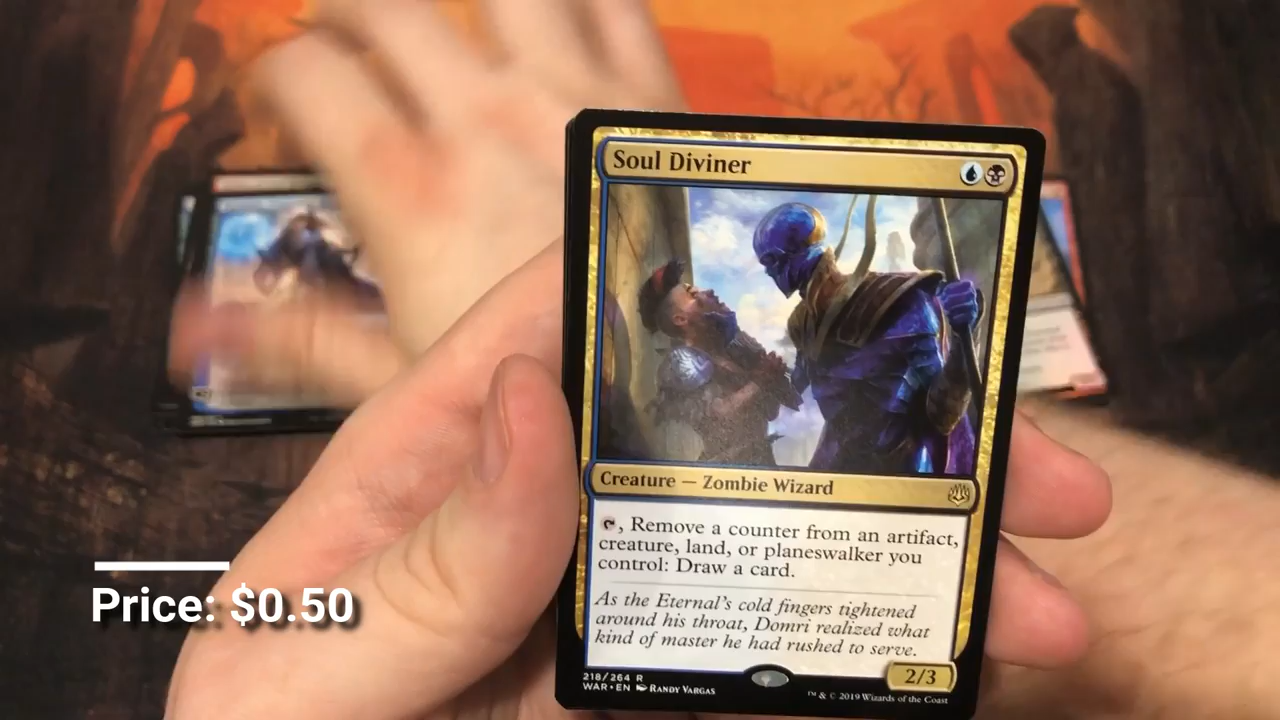 Soul Diviner
Creature — Zombie Wizard
, Remove a counter from an artifact,
creature, land, or planeswalker you
control: Draw a card.
As the Eternal's cold fingers tightened
around his throat, Domri realized what
kind of master he had rushed to serve.
2/3
218/264 R
WAR • EN RANDY VARGAS
™ & © 2019 Wizards of the Coast
Price: $0.50